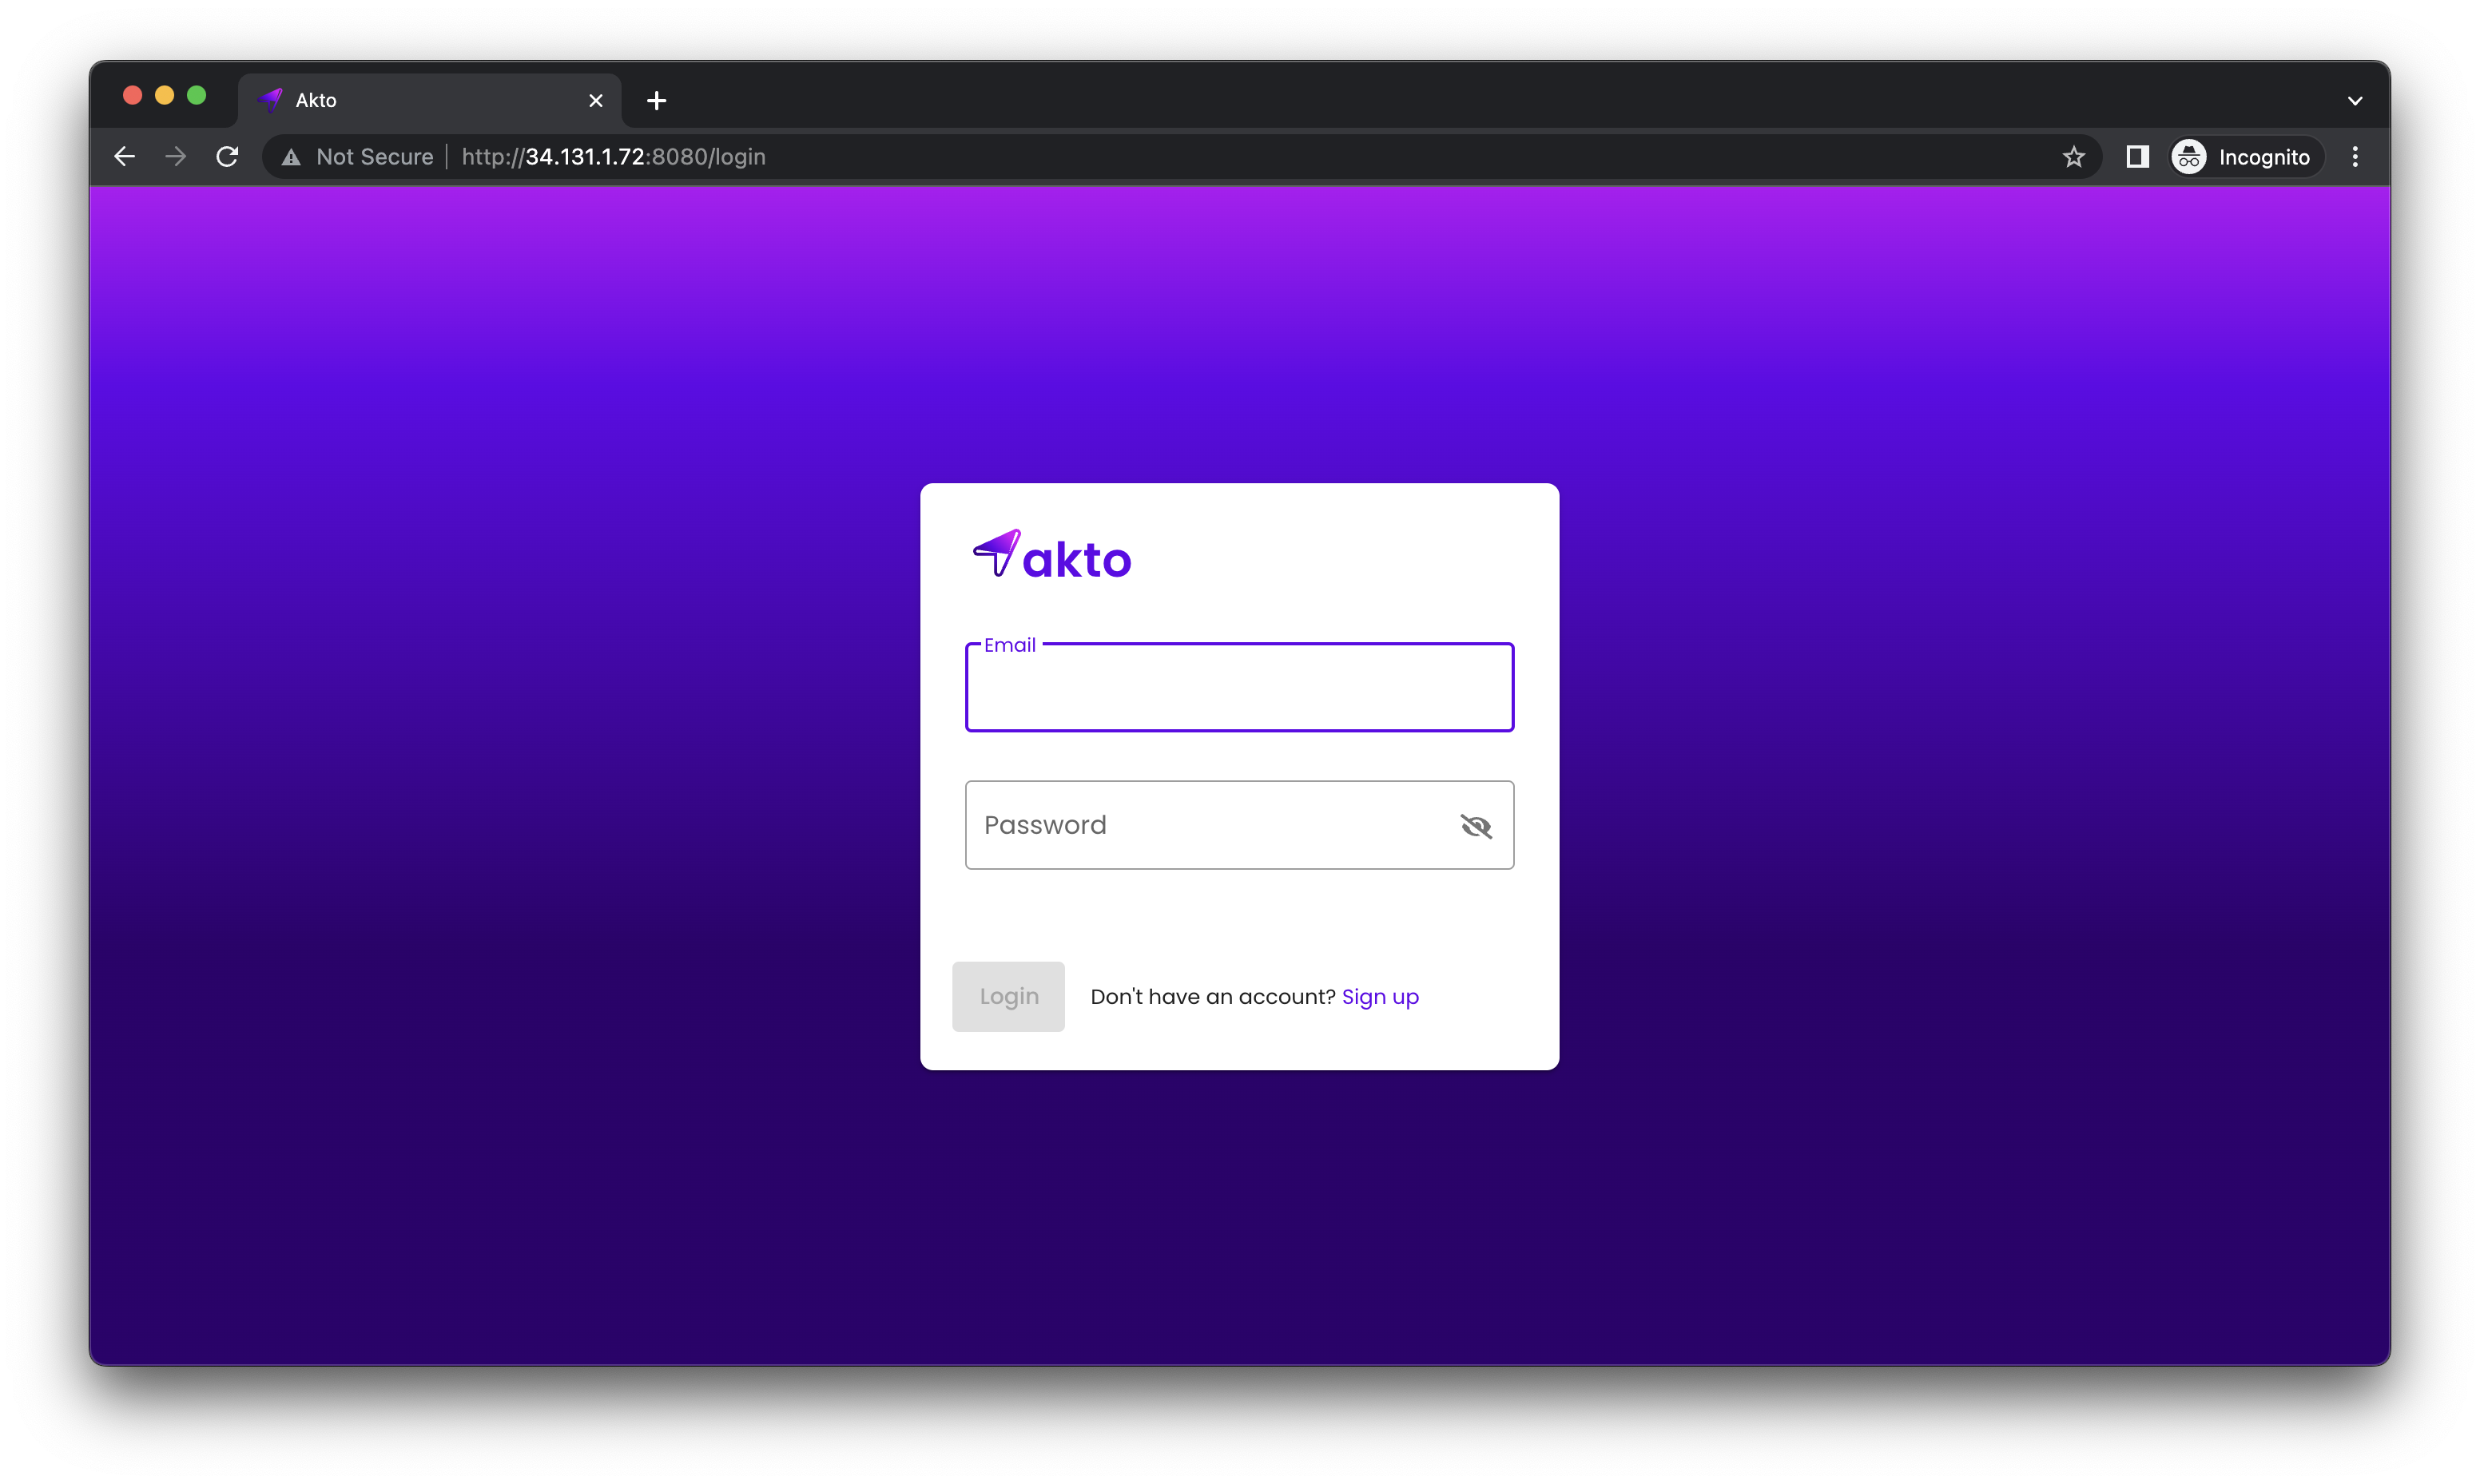 Akto
Not Secure http://34.131.1.72:8080/login Incognito
akto
Email
Password
Login Don't have an account? Sign up